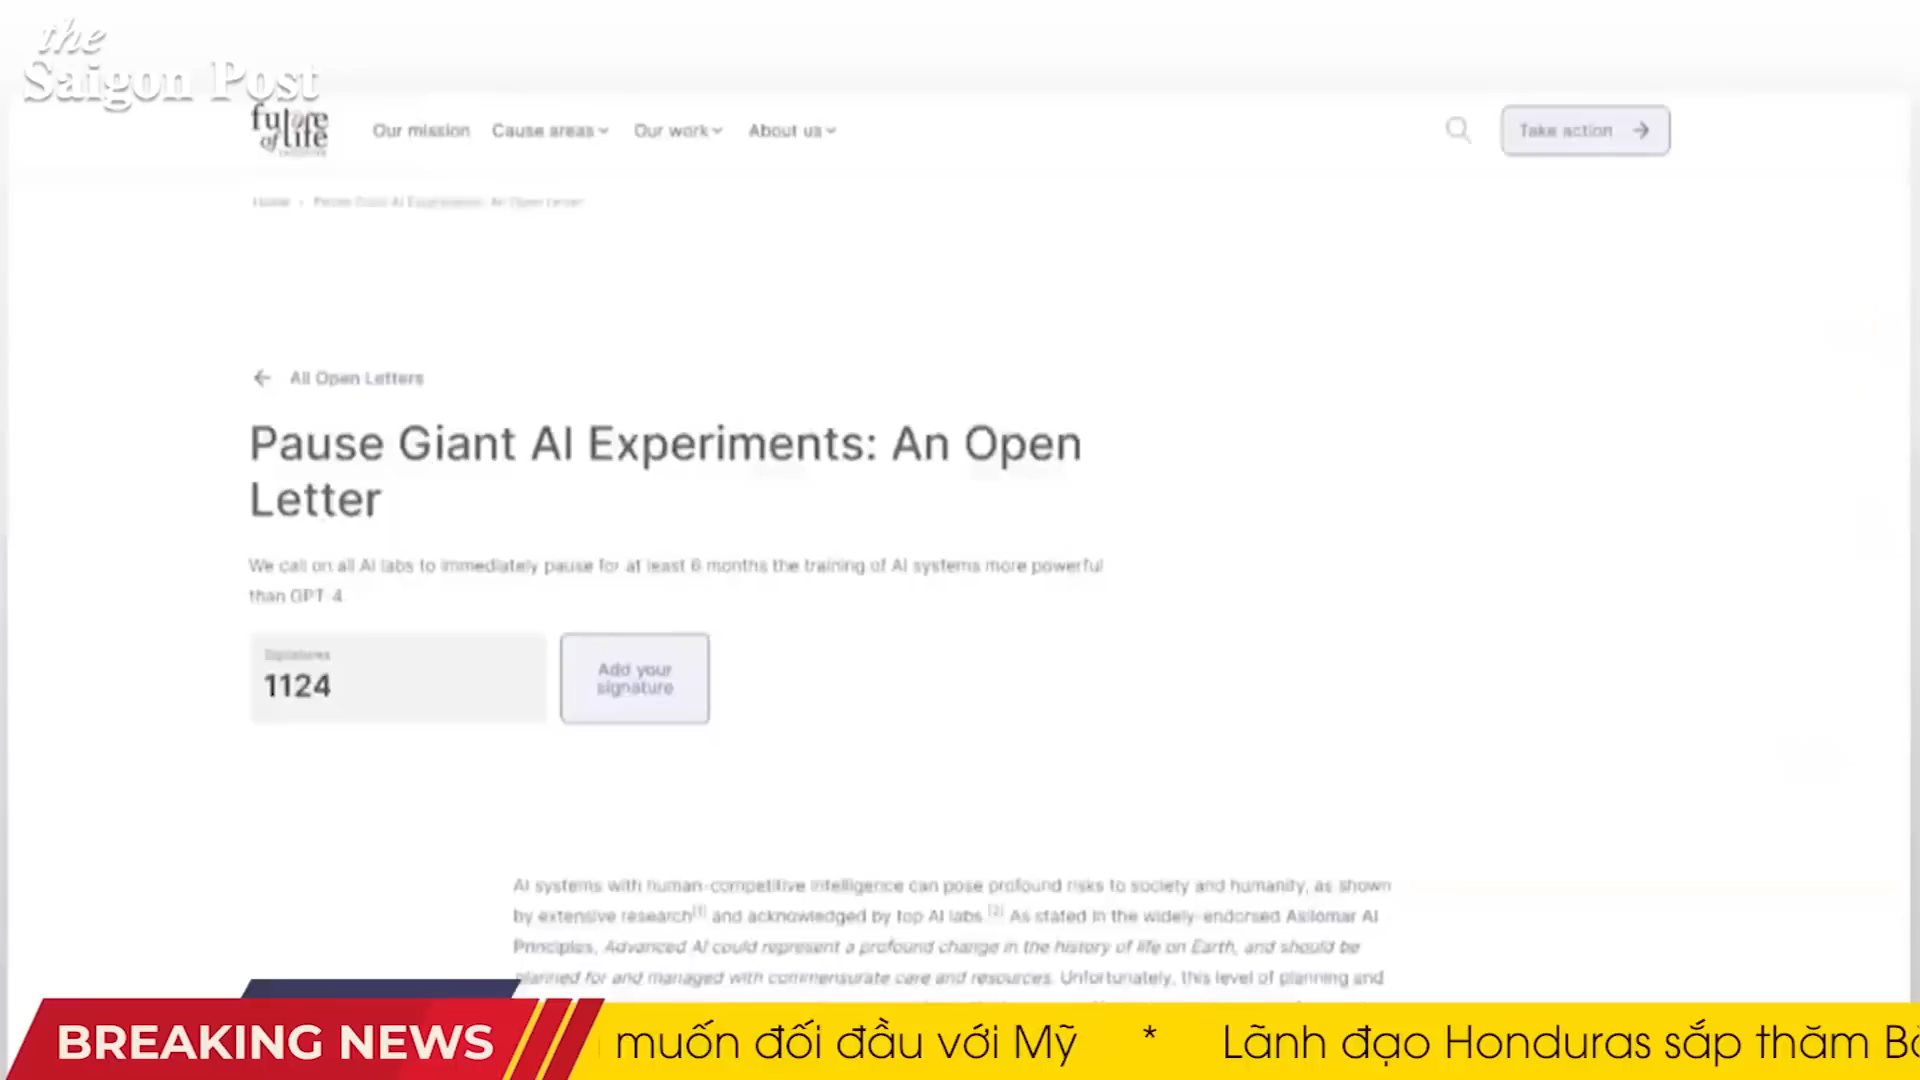 the
Saigon Post
future
of life
Our mission
Cause areas
Our work
About us
Take action
Home
Pause Giant AI Experiments: An Open Letter
All Open Letters
Pause Giant AI Experiments: An Open
Letter
We call on all AI labs to immediately pause for at least 6 months the training of AI systems more powerful
than GPT-4.
Signatures
1124
Add your
signature
AI systems with human-competitive intelligence can pose profound risks to society and humanity, as shown
by extensive research[1] and acknowledged by top AI labs.[2] As stated in the widely-endorsed Asilomar AI
Principles, Advanced AI could represent a profound change in the history of life on Earth, and should be
planned for and managed with commensurate care and resources. Unfortunately, this level of planning and
BREAKING NEWS
muốn đối đầu với Mỹ * Lãnh đạo Honduras sắp thăm